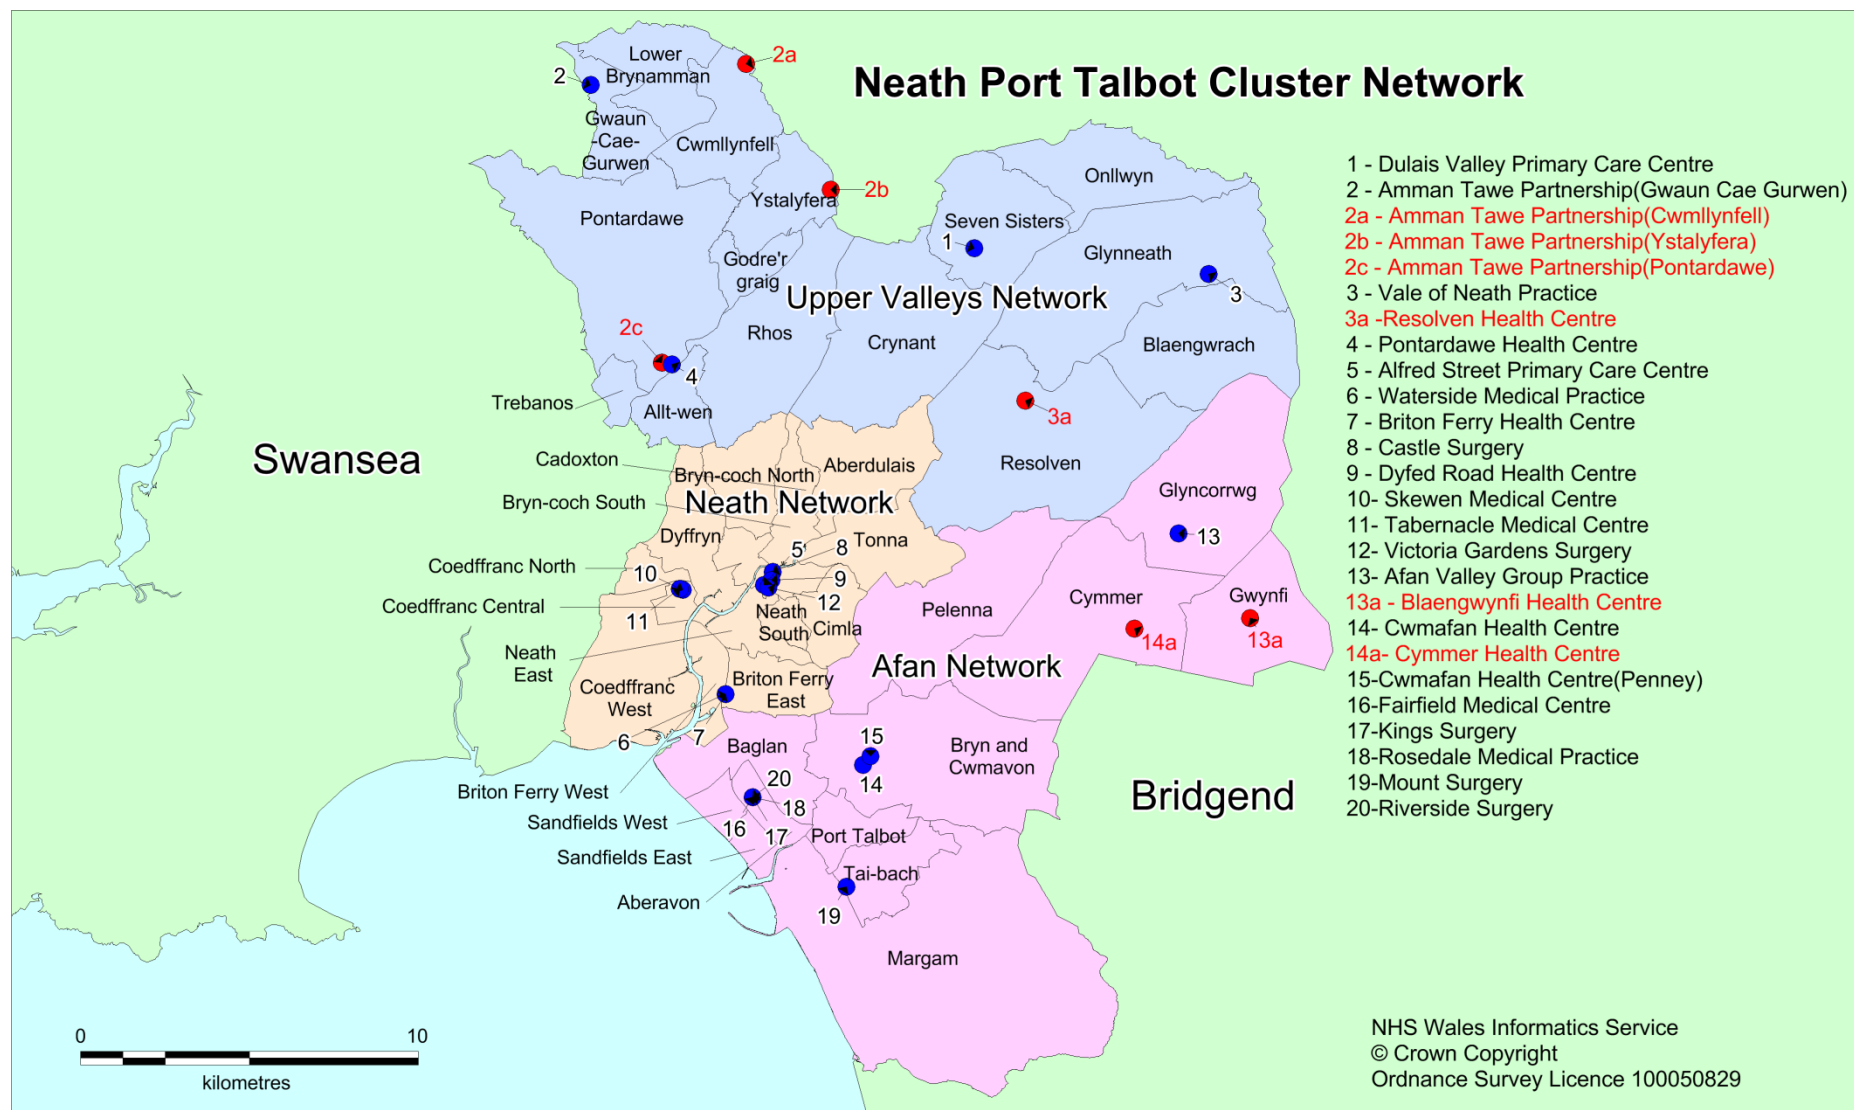 Neath Port Talbot Cluster Network
1 - Dulais Valley Primary Care Centre
2 - Amman Tawe Partnership(Gwaun Cae Gurwen)
2a - Amman Tawe Partnership(Cwmllynfell)
2b - Amman Tawe Partnership(Ystalyfera)
2c - Amman Tawe Partnership(Pontardawe)
3 - Vale of Neath Practice
3a -Resolven Health Centre
4 - Pontardawe Health Centre
5 - Alfred Street Primary Care Centre
6 - Waterside Medical Practice
7 - Briton Ferry Health Centre
8 - Castle Surgery
9 - Dyfed Road Health Centre
10- Skewen Medical Centre
11- Tabernacle Medical Centre
12- Victoria Gardens Surgery
13- Afan Valley Group Practice
13a - Blaengwynfi Health Centre
14- Cwmafan Health Centre
14a- Cymmer Health Centre
15-Cwmafan Health Centre(Penney)
16-Fairfield Medical Centre
17-Kings Surgery
18-Rosedale Medical Practice
19-Mount Surgery
20-Riverside Surgery
Lower
Brynamman
2a
2
Gwaun
-Cae-
Gurwen
Cwmllynfell
2b
Ystalyfera
Pontardawe
Onllwyn
Seven Sisters
1
Glynneath
3
Godre'r
graig
Upper Valleys Network
2c
Rhos
Crynant
Blaengwrach
4
Trebanos
Allt-wen
3a
Resolven
Swansea
Cadoxton
Bryn-coch North
Aberdulais
Bryn-coch South
Neath Network
Dyffryn
Tonna
5
8
9
12
Coedffranc North
10
Coedffranc Central
11
Neath
South
Cimla
Neath
East
Coedffranc
West
Briton Ferry
East
6
7
Briton Ferry West
Glyncorrwg
13
Pelenna
Cymmer
Gwynfi
14a
13a
Afan Network
Baglan
15
14
Bryn and
Cwmavon
20
18
16
17
Sandfields West
Sandfields East
Aberavon
Port Talbot
Tai-bach
19
Margam
Bridgend
0
10
kilometres
NHS Wales Informatics Service
© Crown Copyright
Ordnance Survey Licence 100050829